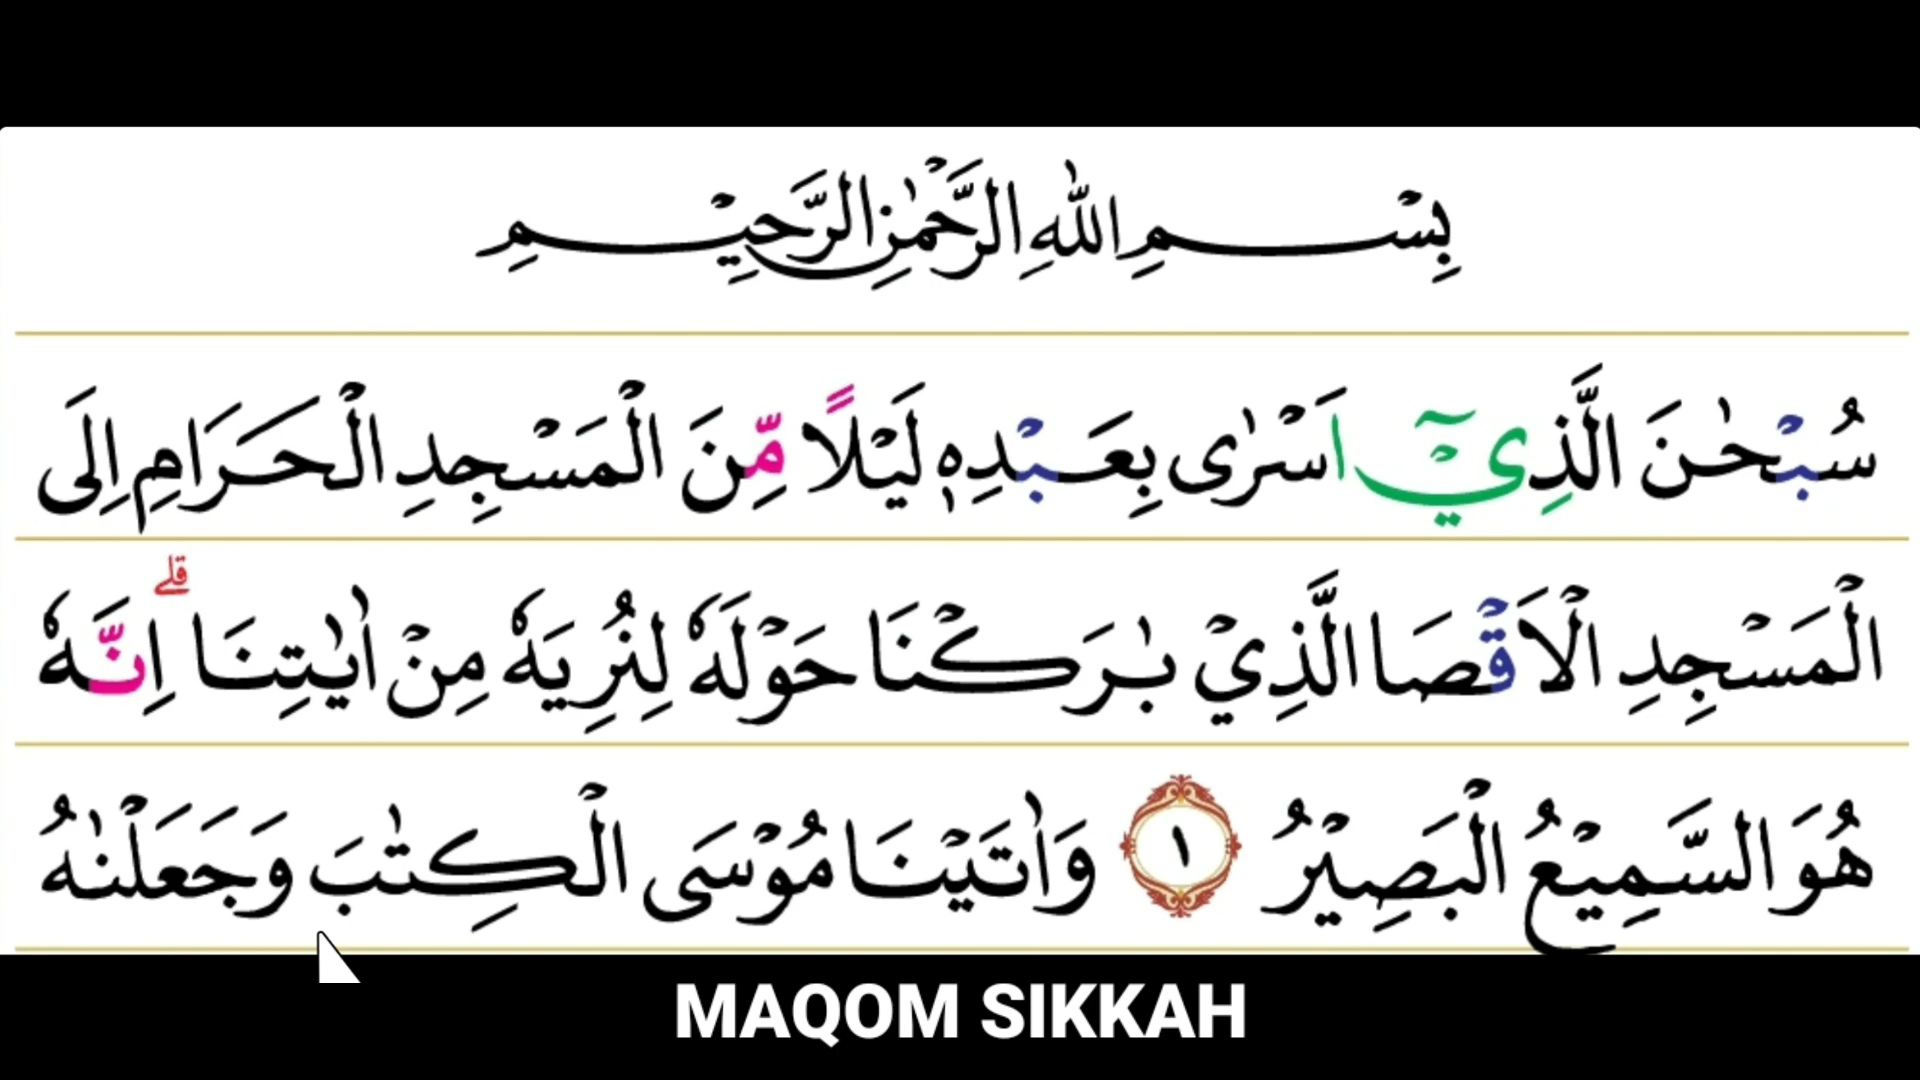 بِسْمِ اللّٰهِ الرَّحْمٰنِ الرَّحِيْمِ
سُبْحٰنَ الَّذِيْٓ اَسْرٰى بِعَبْدِهٖ لَيْلًا مِّنَ الْمَسْجِدِ الْحَرَامِ اِلَى
الْمَسْجِدِ الْاَقْصَا الَّذِيْ بٰرَكْنَا حَوْلَهٗ لِنُرِيَهٗ مِنْ اٰيٰتِنَاۗ اِنَّهٗ
هُوَ السَّمِيْعُ الْبَصِيْرُ ١ وَاٰتَيْنَا مُوْسَى الْكِتٰبَ وَجَعَلْنٰهُ
MAQOM SIKKAH